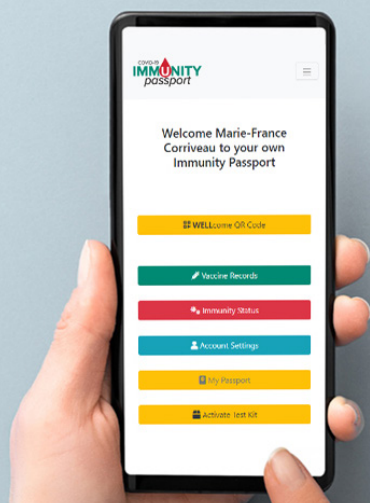 COVID-19
IMMUNITY
passport
Welcome Marie-France
Corriveau to your own
Immunity Passport
WELLcome QR Code
Vaccine Records
Immunity Status
Account Settings
My Passport
Activate Test Kit